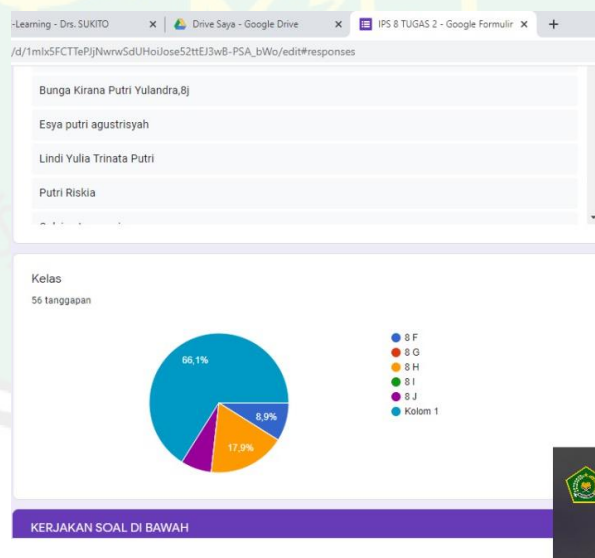 -Learning - Drs. SUKITO
Drive Saya - Google Drive
IPS 8 TUGAS 2 - Google Formulir
/d/1mlx5FCTTePJjNwrwSdUHoiJose52ttEJ3wB-PSA_bWo/edit#responses
Bunga Kirana Putri Yulandra,8j
Esya putri agustrisyah
Lindi Yulia Trinata Putri
Putri Riskia
Kelas
56 tanggapan
66,1%
8,9%
17,9%
8 F
8 G
8 H
8 I
8 J
Kolom 1
KERJAKAN SOAL DI BAWAH